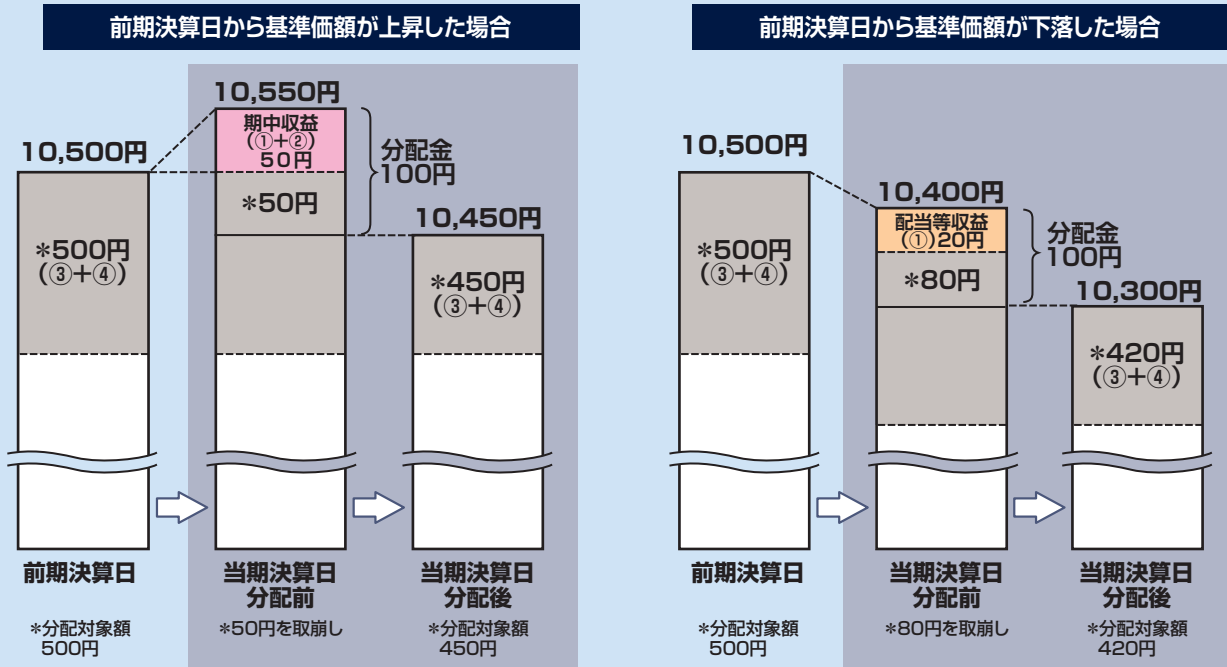 前期決算日から基準価額が上昇した場合
10,550円
期中収益
(①+②)
50円
10,500円
分配金
100円
*50円
10,450円
*500円
(③+④)
*450円
(③+④)
前期決算日
当期決算日
分配前
当期決算日
分配後
*分配対象額
500円
*50円を取崩し
*分配対象額
450円
前期決算日から基準価額が下落した場合
10,500円
10,400円
配当等収益
(①)20円
分配金
100円
*500円
(③+④)
*80円
10,300円
*420円
(③+④)
前期決算日
当期決算日
分配前
当期決算日
分配後
*分配対象額
500円
*80円を取崩し
*分配対象額
420円